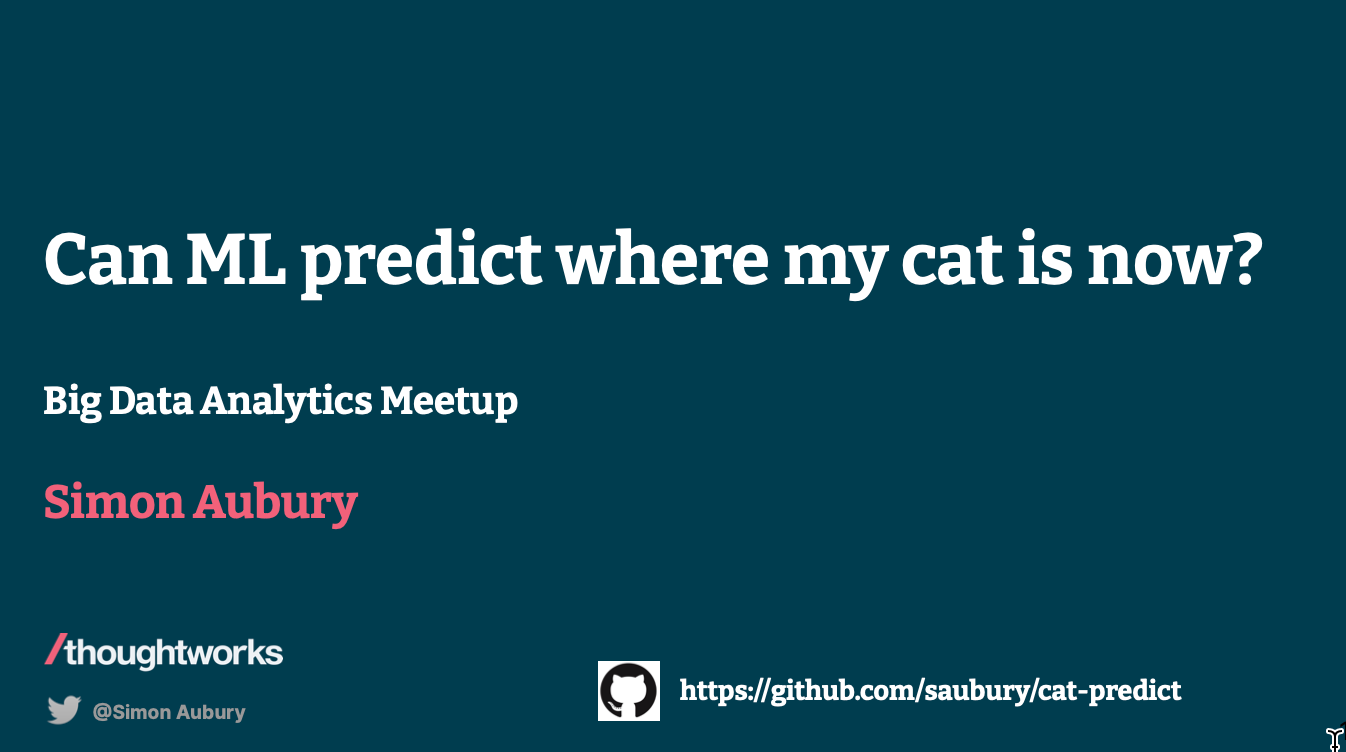 Can ML predict where my cat is now?
Big Data Analytics Meetup
Simon Aubury
/thoughtworks
@Simon Aubury
https://github.com/saubury/cat-predict